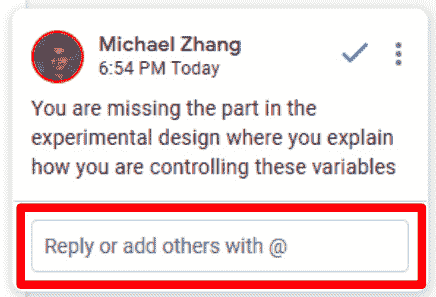 Michael Zhang
6:54 PM Today
You are missing the part in the
experimental design where you explain
how you are controlling these variables
Reply or add others with @